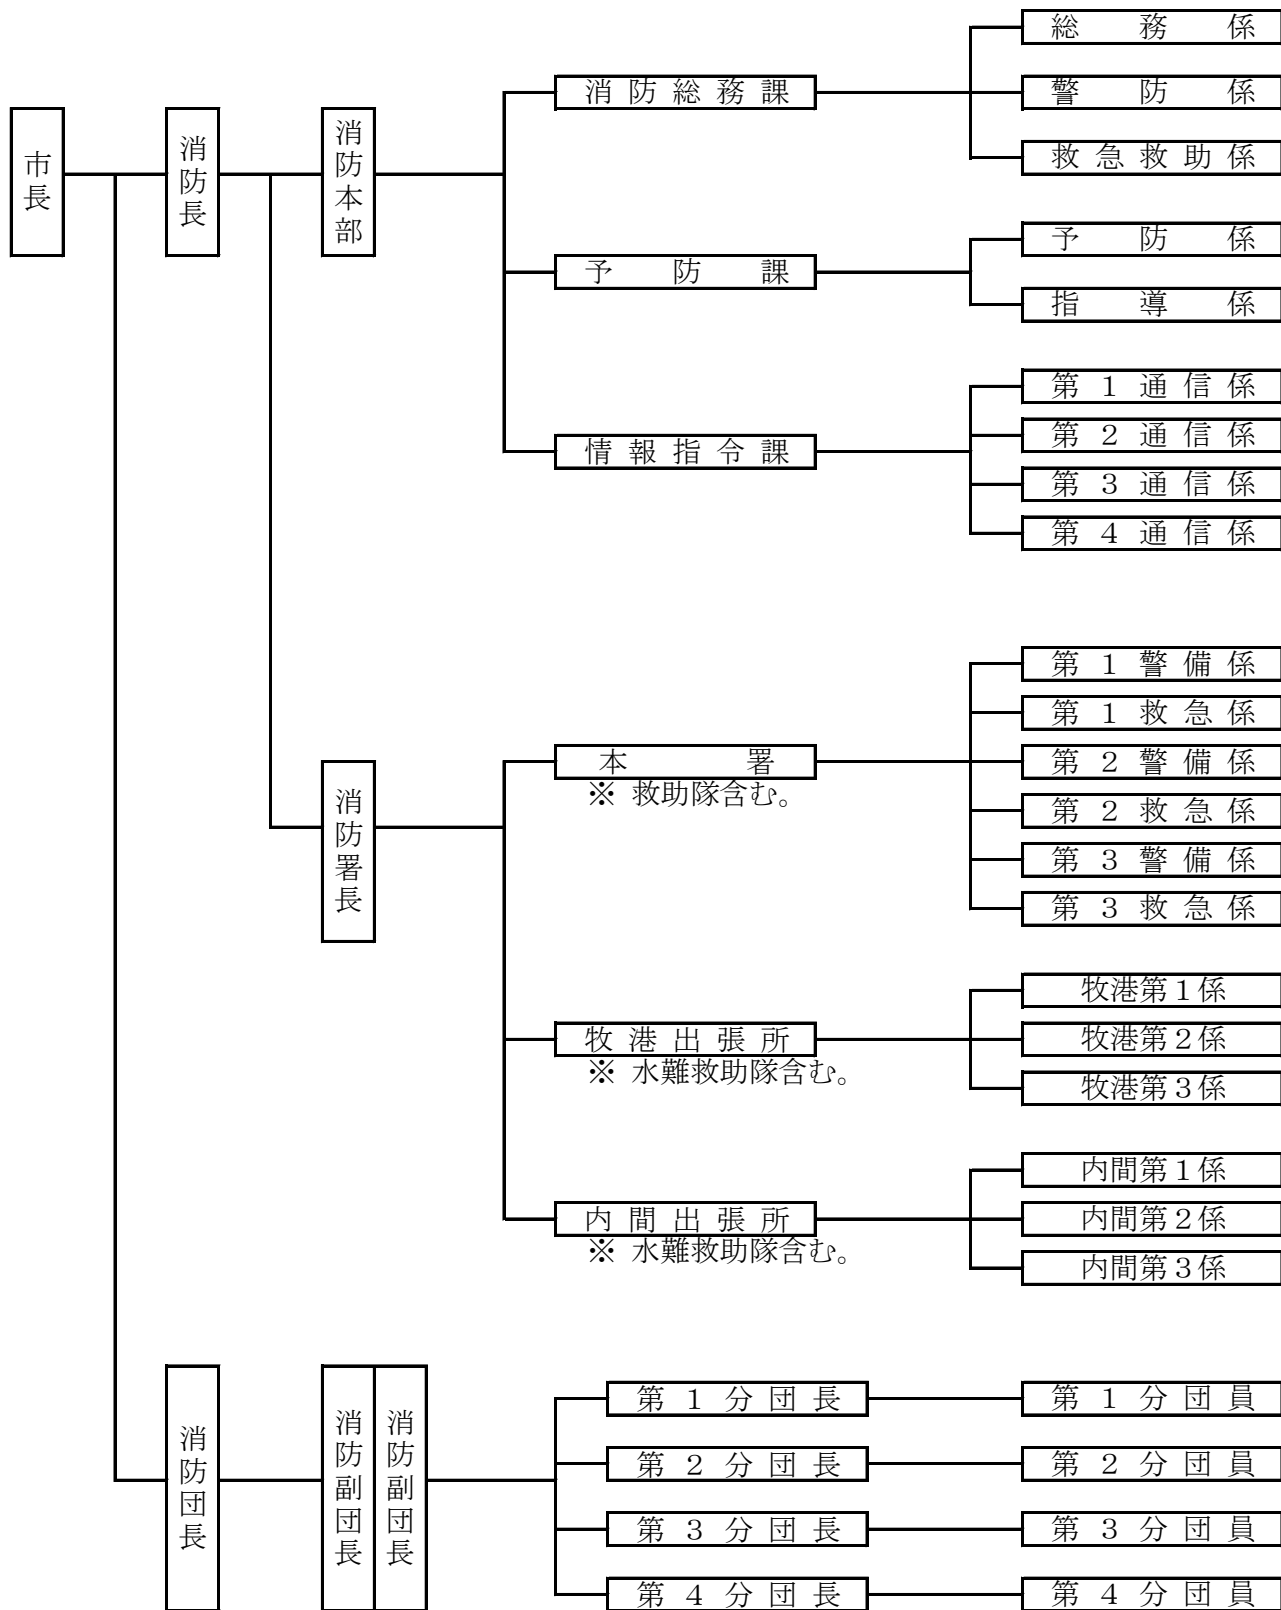 市長
消防長
消防本部
消防総務課
総務係
警防係
救急救助係
予防課
予防係
指導係
情報指令課
第1通信係
第2通信係
第3通信係
第4通信係
消防署長
本署
※ 救助隊含む。
第1警備係
第1救急係
第2警備係
第2救急係
第3警備係
第3救急係
牧港出張所
※ 水難救助隊含む。
牧港第1係
牧港第2係
牧港第3係
内間出張所
※ 水難救助隊含む。
内間第1係
内間第2係
内間第3係
消防団長
消防副団長
消防副団長
第1分団長
第1分団員
第2分団長
第2分団員
第3分団長
第3分団員
第4分団長
第4分団員